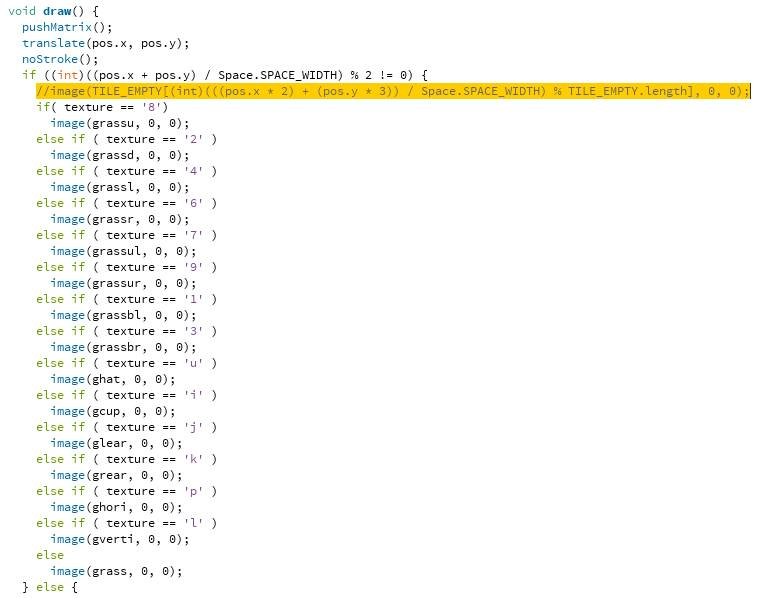 void draw() {
  pushMatrix();
  translate(pos.x, pos.y);
  noStroke();
  if ((int)((pos.x + pos.y) / Space.SPACE_WIDTH) % 2 != 0) {
    //image(TILE_EMPTY[(int)(((pos.x * 2) + (pos.y * 3)) / Space.SPACE_WIDTH) % TILE_EMPTY.length], 0, 0);
    if( texture == '8')
      image(grassu, 0, 0);
    else if ( texture == '2' )
      image(grassd, 0, 0);
    else if ( texture == '4' )
      image(grassl, 0, 0);
    else if ( texture == '6' )
      image(grassr, 0, 0);
    else if ( texture == '7' )
      image(grassul, 0, 0);
    else if ( texture == '9' )
      image(grassur, 0, 0);
    else if ( texture == '1' )
      image(grassbl, 0, 0);
    else if ( texture == '3' )
      image(grassbr, 0, 0);
    else if ( texture == 'u' )
      image(ghat, 0, 0);
    else if ( texture == 'i' )
      image(gcup, 0, 0);
    else if ( texture == 'j' )
      image(glear, 0, 0);
    else if ( texture == 'k' )
      image(grear, 0, 0);
    else if ( texture == 'p' )
      image(ghori, 0, 0);
    else if ( texture == 'l' )
      image(gverti, 0, 0);
    else
      image(grass, 0, 0);
  } else {